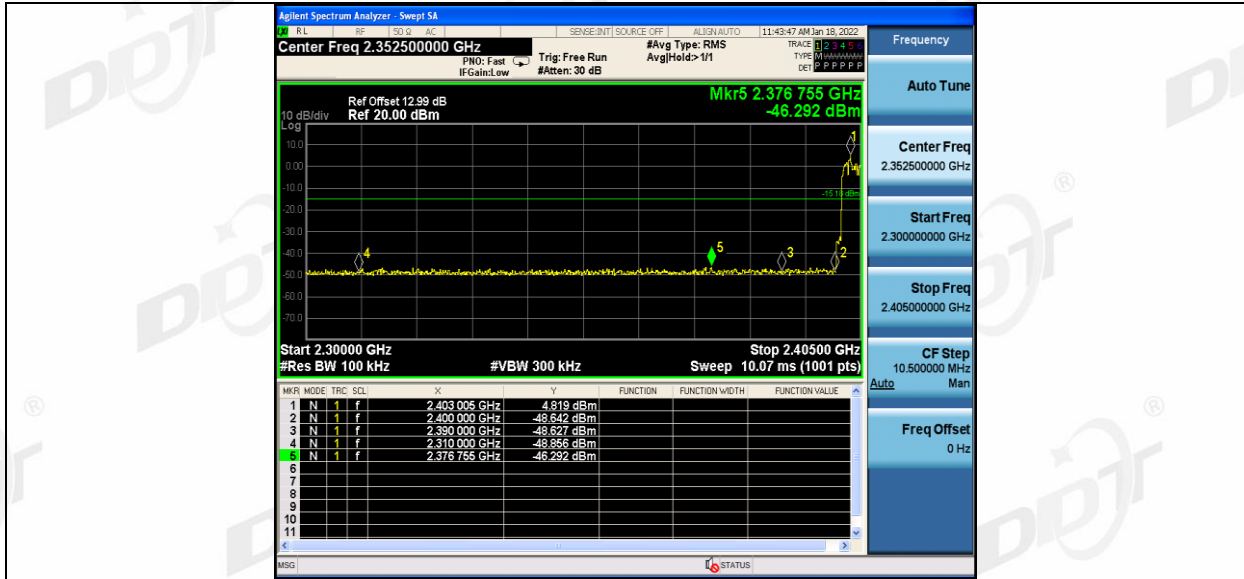 Agilent Spectrum Analyzer - Swept SA
RL RF 50 Ω AC SENSE:INT SOURCE OFF ALIGN AUTO 11:43:47 AM Jan 18, 2022
Center Freq 2.352500000 GHz
PNO: Fast
IFGain:Low
Trig: Free Run
#Atten: 30 dB
#Avg Type: RMS
Avg|Hold:>1/1
TRACE 1 2 3 4 5 6
TYPE M
DET P P P P P P
Frequency
Auto Tune
Center Freq
2.352500000 GHz
Start Freq
2.300000000 GHz
Stop Freq
2.405000000 GHz
CF Step
10.500000 MHz
Auto Man
Freq Offset
0 Hz
Mkr5 2.376 755 GHz
-46.292 dBm
Ref Offset 12.99 dB
10 dB/div Ref 20.00 dBm
Log
10.0
0.00
-10.0
-20.0
-30.0
-40.0
-50.0
-60.0
-70.0
1
4
5
3
2
Start 2.30000 GHz Stop 2.40500 GHz
#Res BW 100 kHz #VBW 300 kHz Sweep 10.07 ms (1001 pts)
MKR MODE TRC SCL X Y FUNCTION FUNCTION WIDTH FUNCTION VALUE
1 N 1 f 2.403 005 GHz 4.819 dBm
2 N 1 f 2.400 000 GHz -48.642 dBm
3 N 1 f 2.390 000 GHz -48.627 dBm
4 N 1 f 2.310 000 GHz -48.856 dBm
5 N 1 f 2.376 755 GHz -46.292 dBm
6
7
8
9
10
11
MSG STATUS
DDT
®